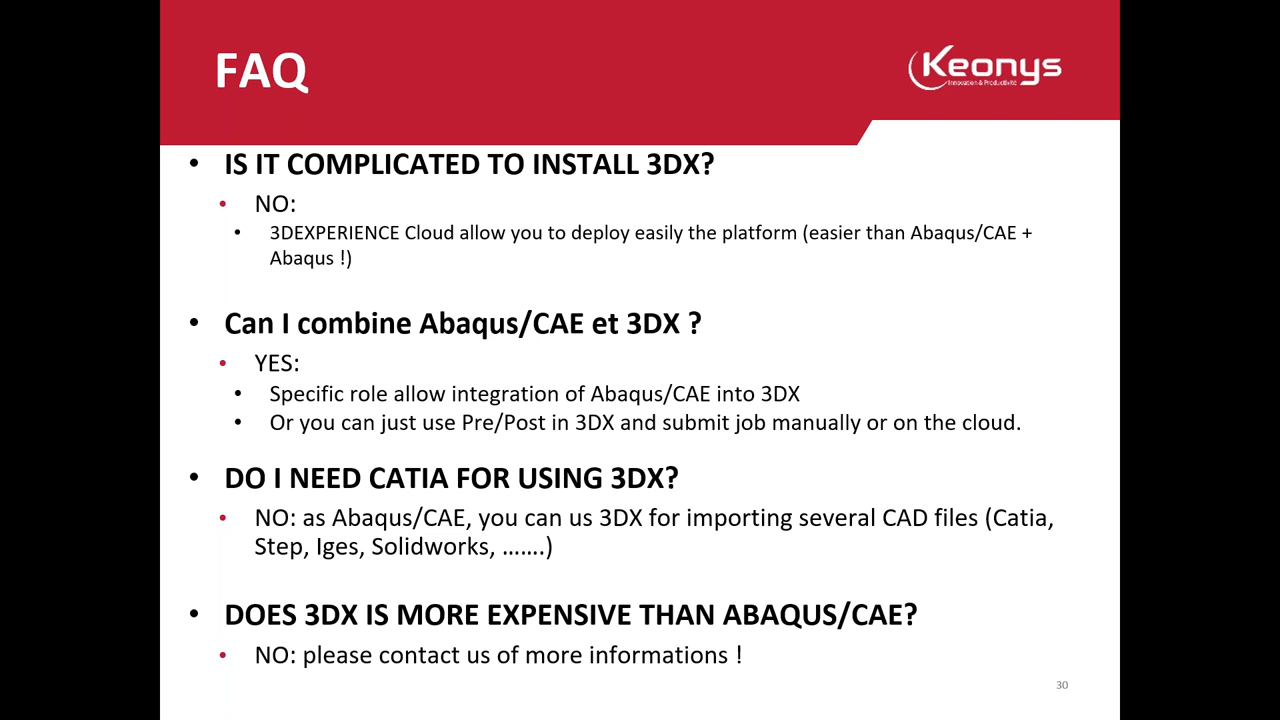 FAQ
Keonys
Innovation & Productivité
• IS IT COMPLICATED TO INSTALL 3DX?
• NO:
• 3DEXPERIENCE Cloud allow you to deploy easily the platform (easier than Abaqus/CAE +
Abaqus !)
• Can I combine Abaqus/CAE et 3DX ?
• YES:
• Specific role allow integration of Abaqus/CAE into 3DX
• Or you can just use Pre/Post in 3DX and submit job manually or on the cloud.
• DO I NEED CATIA FOR USING 3DX?
• NO: as Abaqus/CAE, you can us 3DX for importing several CAD files (Catia,
Step, Iges, Solidworks, …….)
• DOES 3DX IS MORE EXPENSIVE THAN ABAQUS/CAE?
• NO: please contact us of more informations !
30